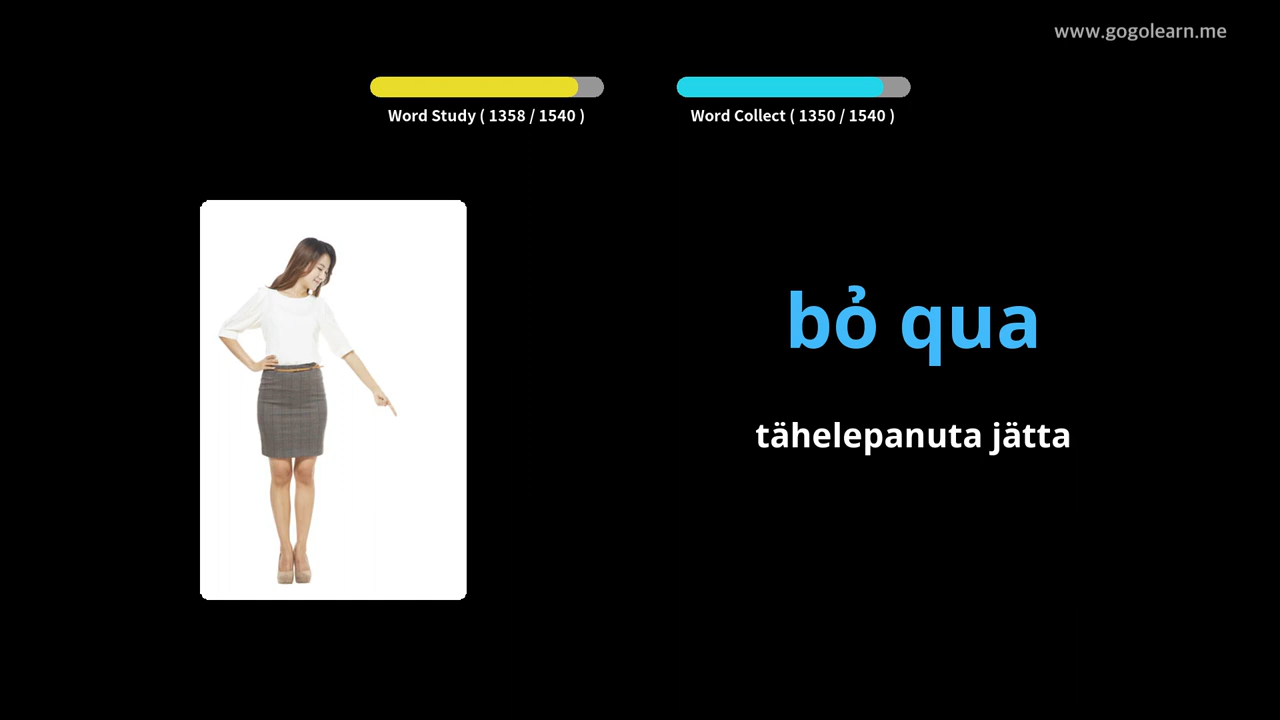 www.gogolearn.me
Word Study ( 1358 / 1540 )
Word Collect ( 1350 / 1540 )
bỏ qua
tähelepanuta jätta